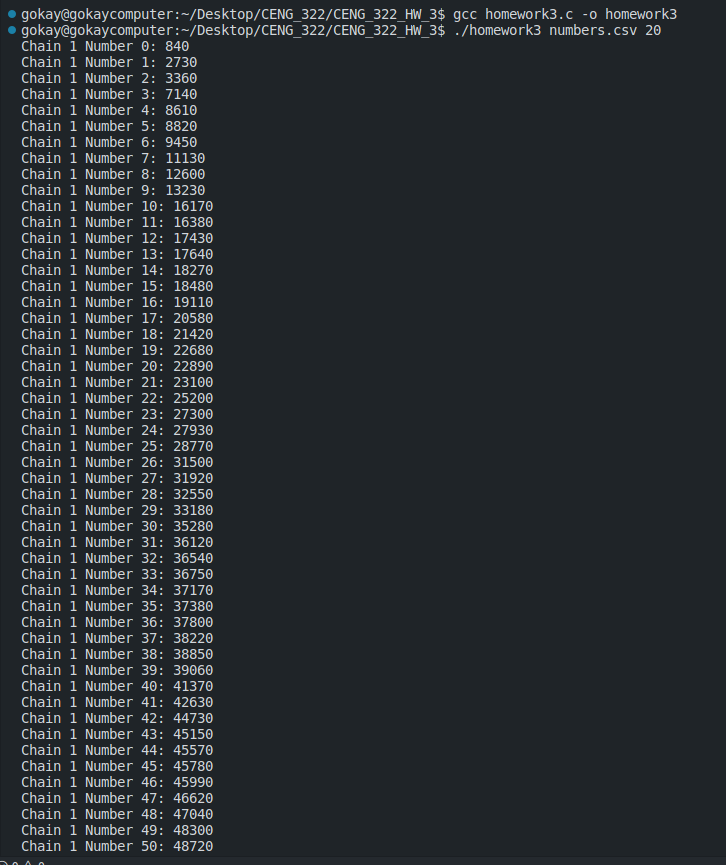 gokay@gokaycomputer:~/Desktop/CENG_322/CENG_322_HW_3$ gcc homework3.c -o homework3
gokay@gokaycomputer:~/Desktop/CENG_322/CENG_322_HW_3$ ./homework3 numbers.csv 20
Chain 1 Number 0: 840
Chain 1 Number 1: 2730
Chain 1 Number 2: 3360
Chain 1 Number 3: 7140
Chain 1 Number 4: 8610
Chain 1 Number 5: 8820
Chain 1 Number 6: 9450
Chain 1 Number 7: 11130
Chain 1 Number 8: 12600
Chain 1 Number 9: 13230
Chain 1 Number 10: 16170
Chain 1 Number 11: 16380
Chain 1 Number 12: 17430
Chain 1 Number 13: 17640
Chain 1 Number 14: 18270
Chain 1 Number 15: 18480
Chain 1 Number 16: 19110
Chain 1 Number 17: 20580
Chain 1 Number 18: 21420
Chain 1 Number 19: 22680
Chain 1 Number 20: 22890
Chain 1 Number 21: 23100
Chain 1 Number 22: 25200
Chain 1 Number 23: 27300
Chain 1 Number 24: 27930
Chain 1 Number 25: 28770
Chain 1 Number 26: 31500
Chain 1 Number 27: 31920
Chain 1 Number 28: 32550
Chain 1 Number 29: 33180
Chain 1 Number 30: 35280
Chain 1 Number 31: 36120
Chain 1 Number 32: 36540
Chain 1 Number 33: 36750
Chain 1 Number 34: 37170
Chain 1 Number 35: 37380
Chain 1 Number 36: 37800
Chain 1 Number 37: 38220
Chain 1 Number 38: 38850
Chain 1 Number 39: 39060
Chain 1 Number 40: 41370
Chain 1 Number 41: 42630
Chain 1 Number 42: 44730
Chain 1 Number 43: 45150
Chain 1 Number 44: 45570
Chain 1 Number 45: 45780
Chain 1 Number 46: 45990
Chain 1 Number 47: 46620
Chain 1 Number 48: 47040
Chain 1 Number 49: 48300
Chain 1 Number 50: 48720